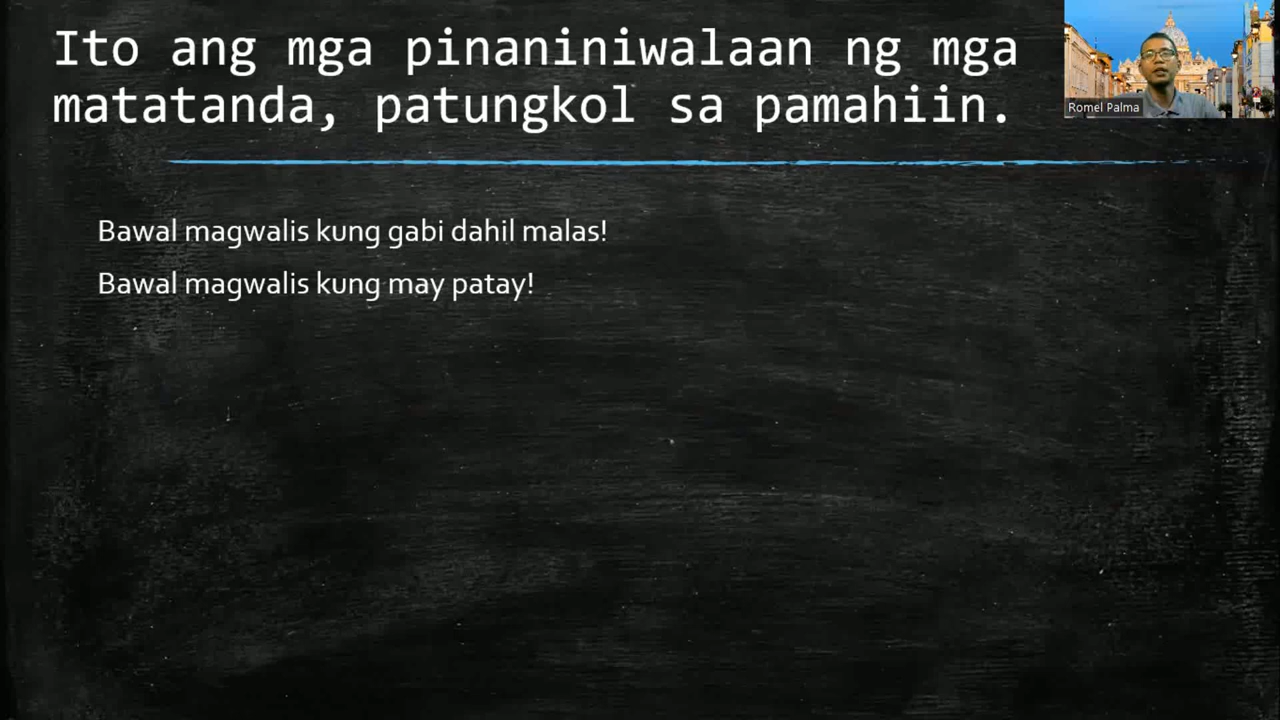 Ito ang mga pinaniniwalaan ng mga
matatanda, patungkol sa pamahiin.
Romel Palma
Bawal magwalis kung gabi dahil malas!
Bawal magwalis kung may patay!